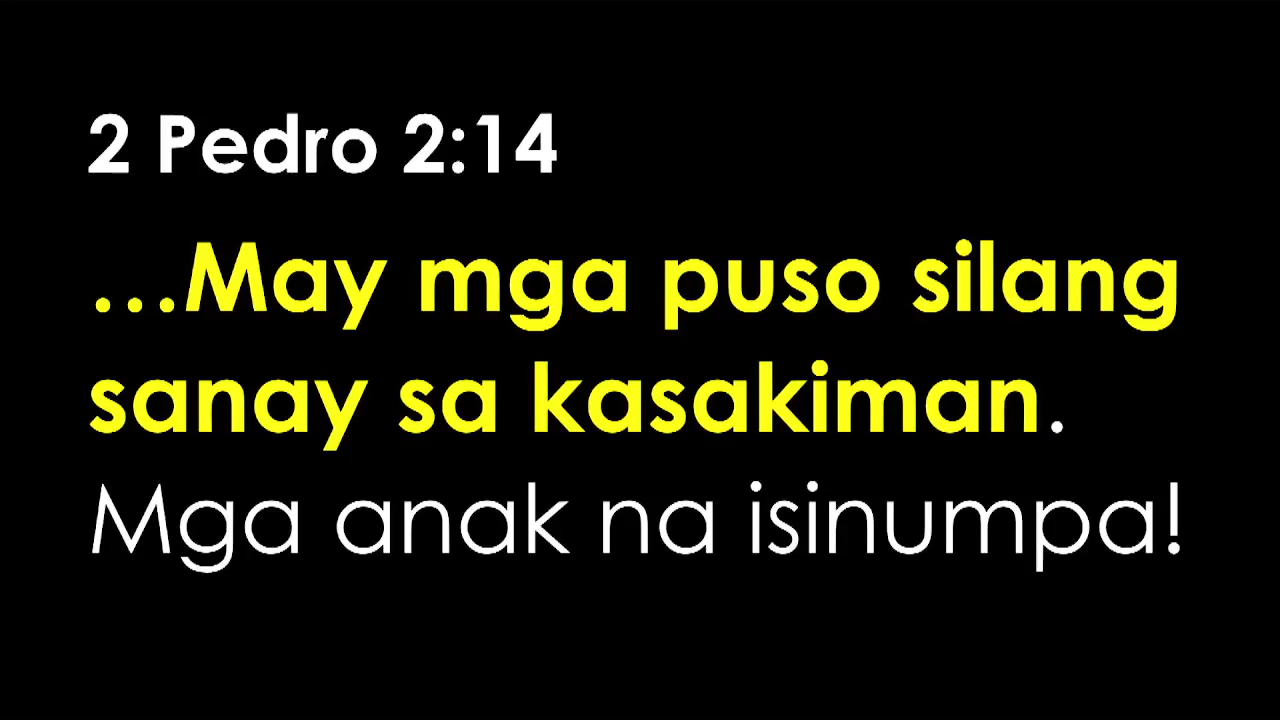 2 Pedro 2:14
...May mga puso silang
sanay sa kasakiman.
Mga anak na isinumpa!